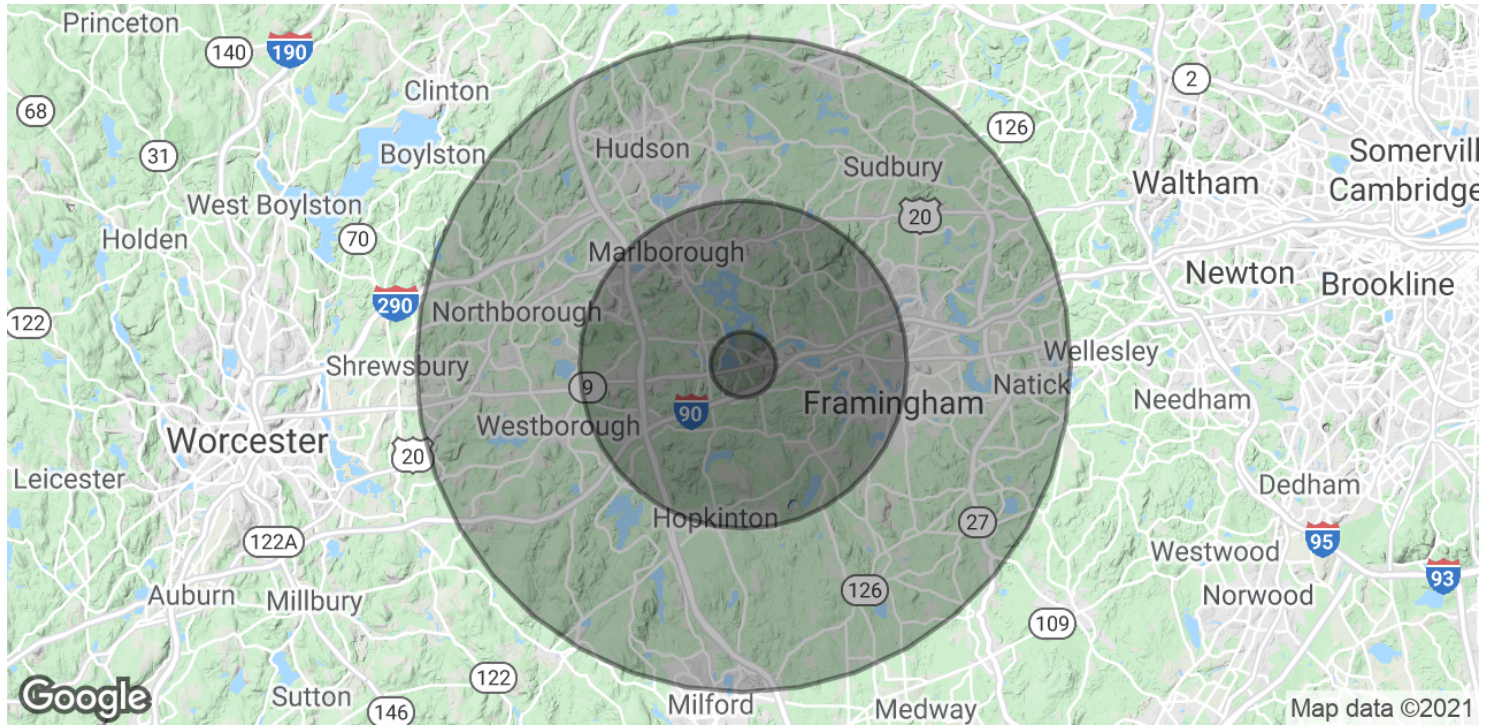 Princeton
140
190
Clinton
2
68
126
Hudson
31
Boylston
Sudbury
Somervill
Waltham
Cambridge
West Boylston
20
Holden
70
Marlborough
Newton
Brookline
290
Northborough
122
Wellesley
Shrewsbury
9
Natick
90
Framingham
Needham
Westborough
Worcester
20
Leicester
Dedham
Hopkinton
27
122A
95
Westwood
93
Auburn
Millbury
126
Norwood
109
122
Google
Sutton
146
Milford
Medway
Map data ©2021